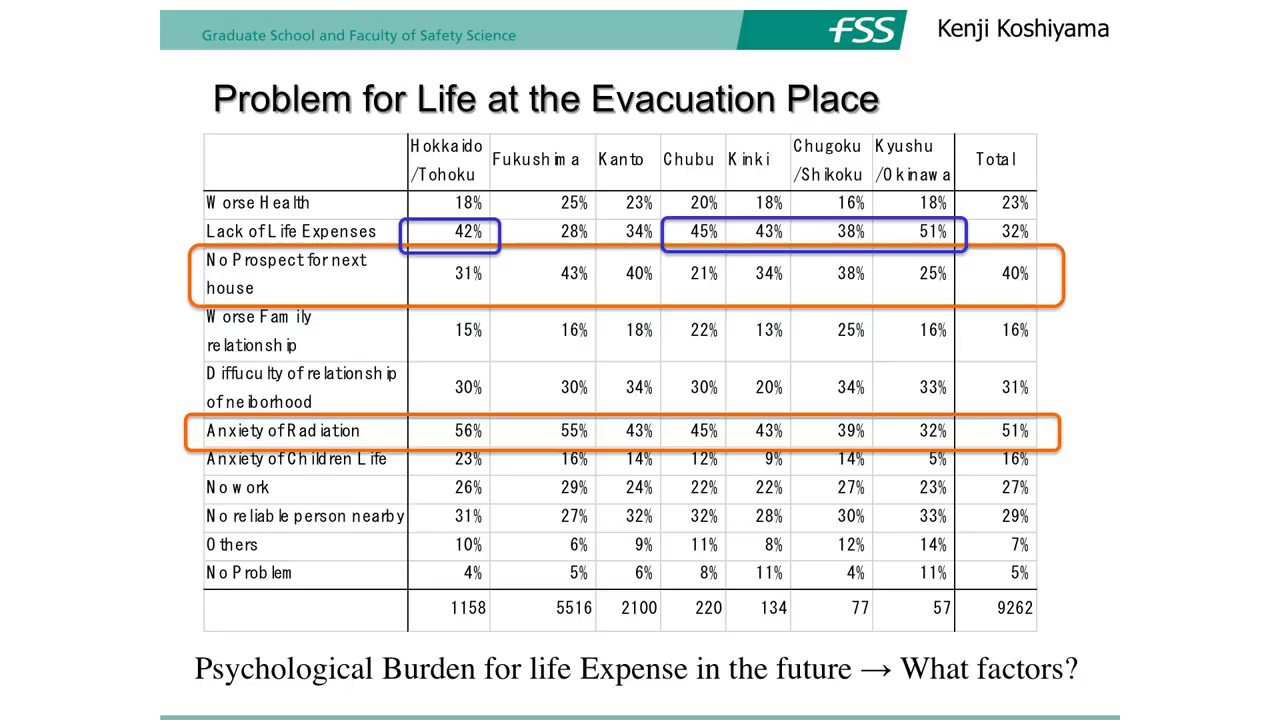 Graduate School and Faculty of Safety Science
FSS
Kenji Koshiyama
Problem for Life at the Evacuation Place
Hokkaido /Tohoku Fukushima Kanto Chubu Kinki Chugoku /Shikoku Kyushu /Okinawa Total
Worse Health 18% 25% 23% 20% 18% 16% 18% 23%
Lack of Life Expenses 42% 28% 34% 45% 43% 38% 51% 32%
No Prospect for next house 31% 43% 40% 21% 34% 38% 25% 40%
Worse Family relationship 15% 16% 18% 22% 13% 25% 16% 16%
Diffuculty of relationship of neiborhood 30% 30% 34% 30% 20% 34% 33% 31%
Anxiety of Radiation 56% 55% 43% 45% 43% 39% 32% 51%
Anxiety of Children Life 23% 16% 14% 12% 9% 14% 5% 16%
No work 26% 29% 24% 22% 22% 27% 23% 27%
No reliable person nearby 31% 27% 32% 32% 28% 30% 33% 29%
Others 10% 6% 9% 11% 8% 12% 14% 7%
No Problem 4% 5% 6% 8% 11% 4% 11% 5%
1158 5516 2100 220 134 77 57 9262
Psychological Burden for life Expense in the future → What factors?